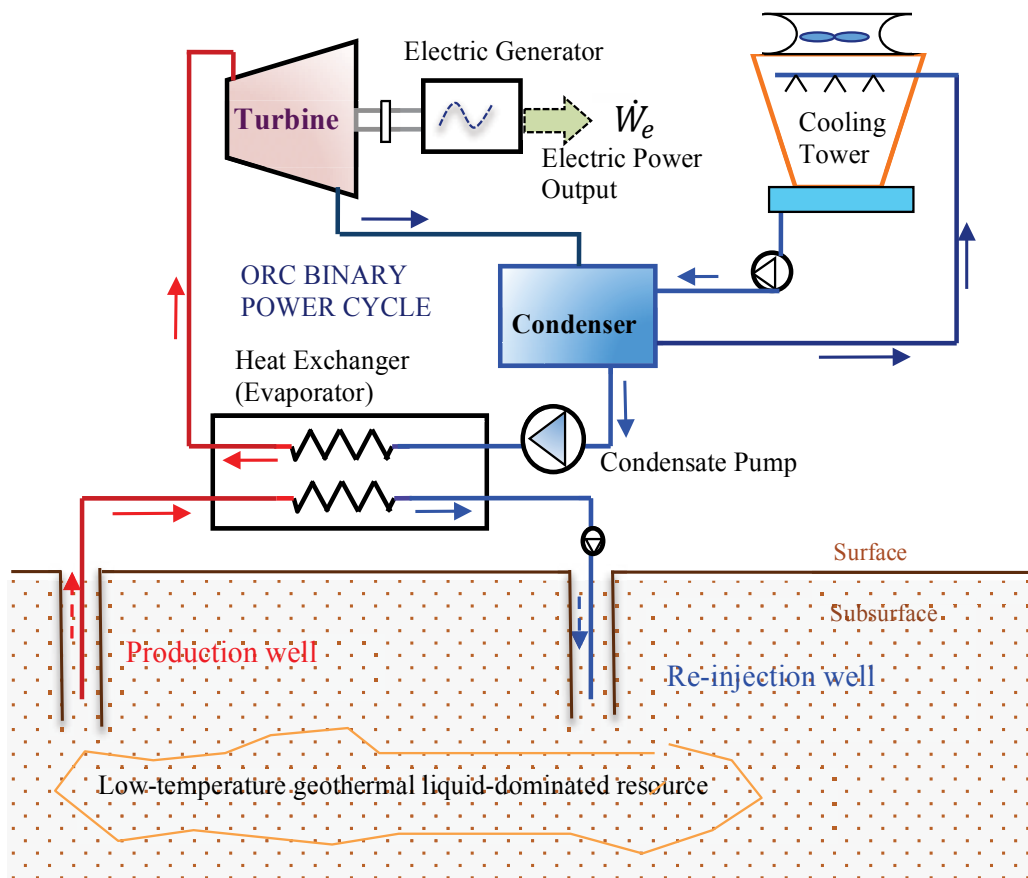 Electric Generator
Turbine
Ẇe
Electric Power
Output
Cooling
Tower
ORC BINARY
POWER CYCLE
Condenser
Heat Exchanger
(Evaporator)
Condensate Pump
Surface
Subsurface
Production well
Re-injection well
Low-temperature geothermal liquid-dominated resource